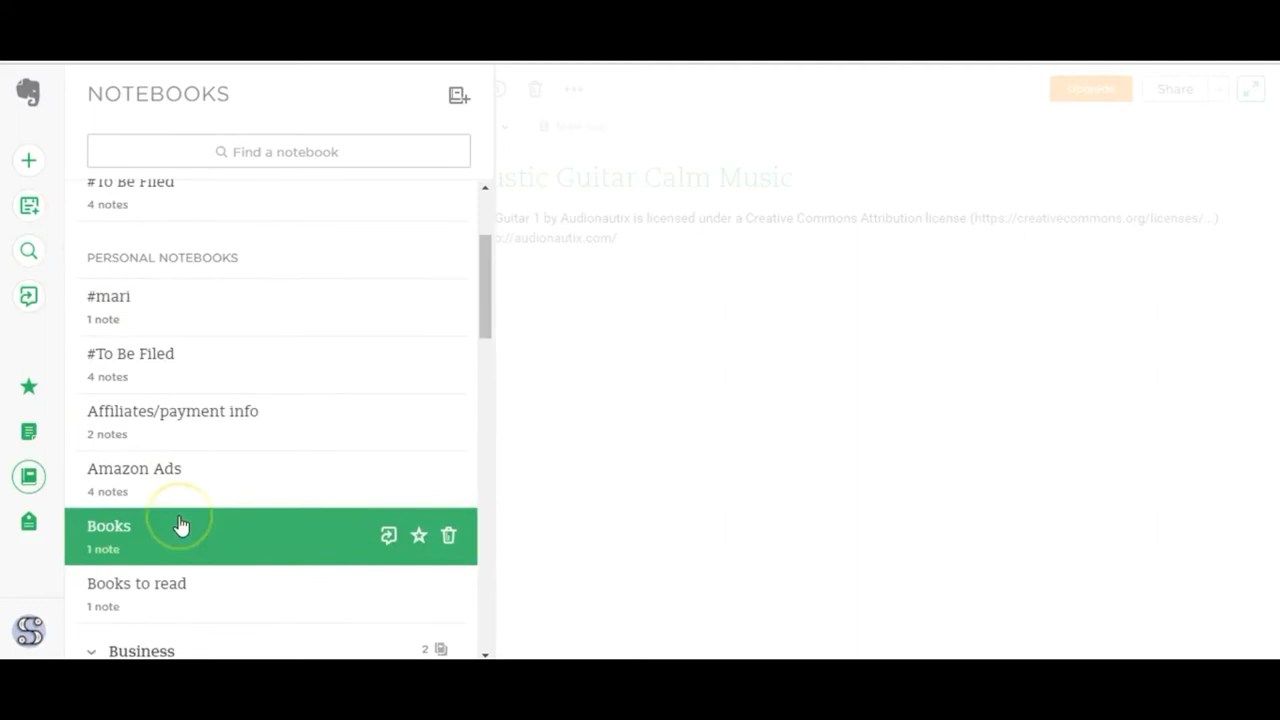 NOTEBOOKS
Find a notebook
#To Be Filed
4 notes
PERSONAL NOTEBOOKS
#mari
1 note
#To Be Filed
4 notes
Affiliates/payment info
2 notes
Amazon Ads
4 notes
Books
1 note
Books to read
1 note
Business
2
Upgrade
Share
ustic Guitar Calm Music
Guitar 1 by Audionautix is licensed under a Creative Commons Attribution license (https://creativecommons.org/licenses/...)
p://audionautix.com/